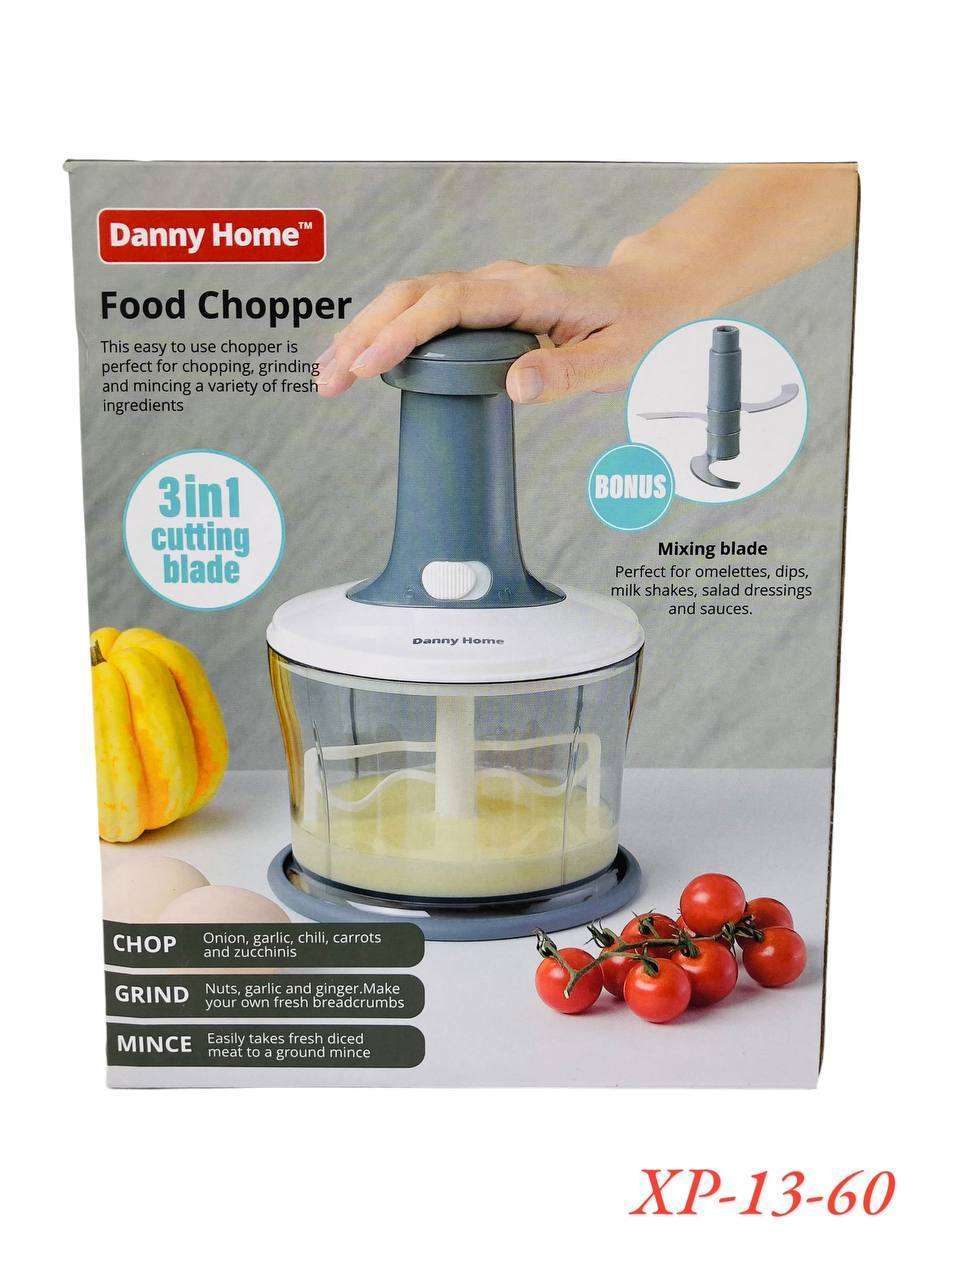 Danny Home™
Food Chopper
This easy to use chopper is
perfect for chopping, grinding
and mincing a variety of fresh
ingredients
3in1
cutting
blade
BONUS
Mixing blade
Perfect for omelettes, dips,
milk shakes, salad dressings
and sauces.
Danny Home
CHOP
Onion, garlic, chili, carrots
and zucchinis
GRIND
Nuts, garlic and ginger.Make
your own fresh breadcrumbs
MINCE
Easily takes fresh diced
meat to a ground mince
XP-13-60